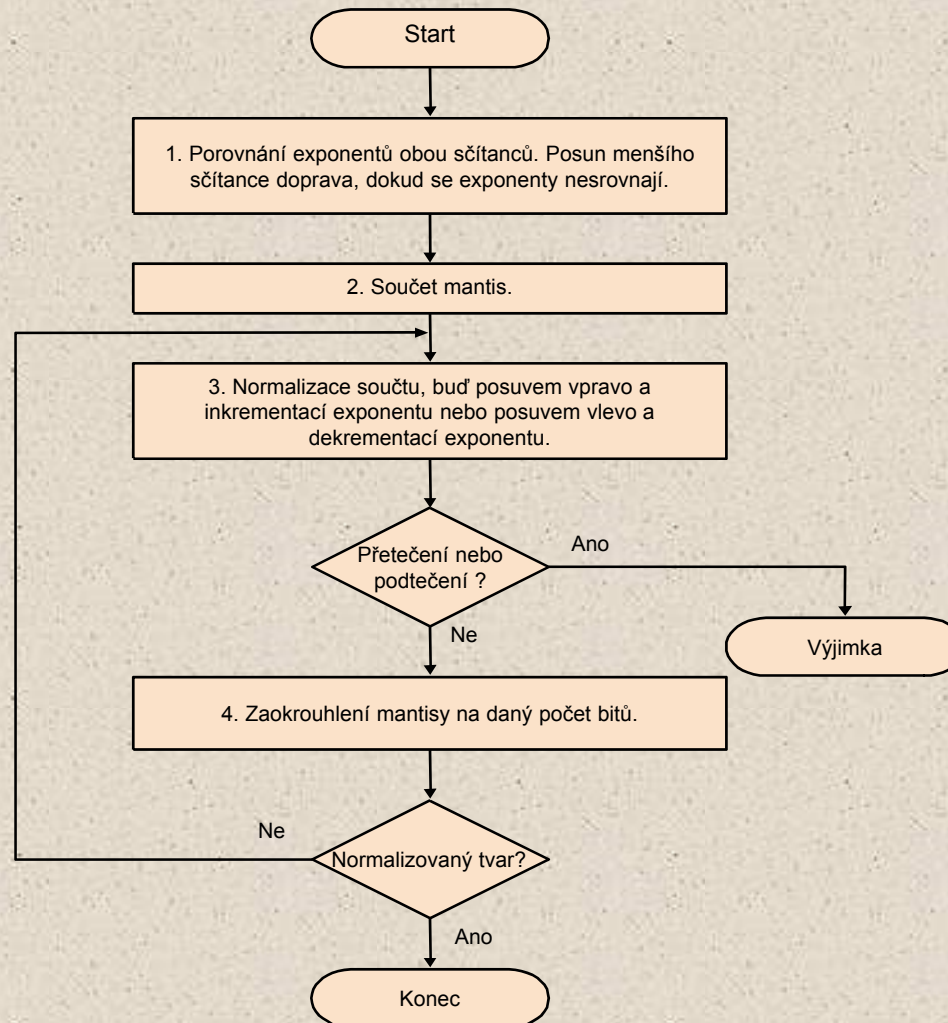 Start
1. Porovnání exponentů obou sčítanců. Posun menšího
sčítance doprava, dokud se exponenty nesrovnají.
2. Součet mantis.
3. Normalizace součtu, buď posuvem vpravo a
inkrementací exponentu nebo posuvem vlevo a
dekrementací exponentu.
Přetečení nebo
podtečení ?
Ano
Ne
Výjimka
4. Zaokrouhlení mantisy na daný počet bitů.
Ne
Normalizovaný tvar?
Ano
Konec